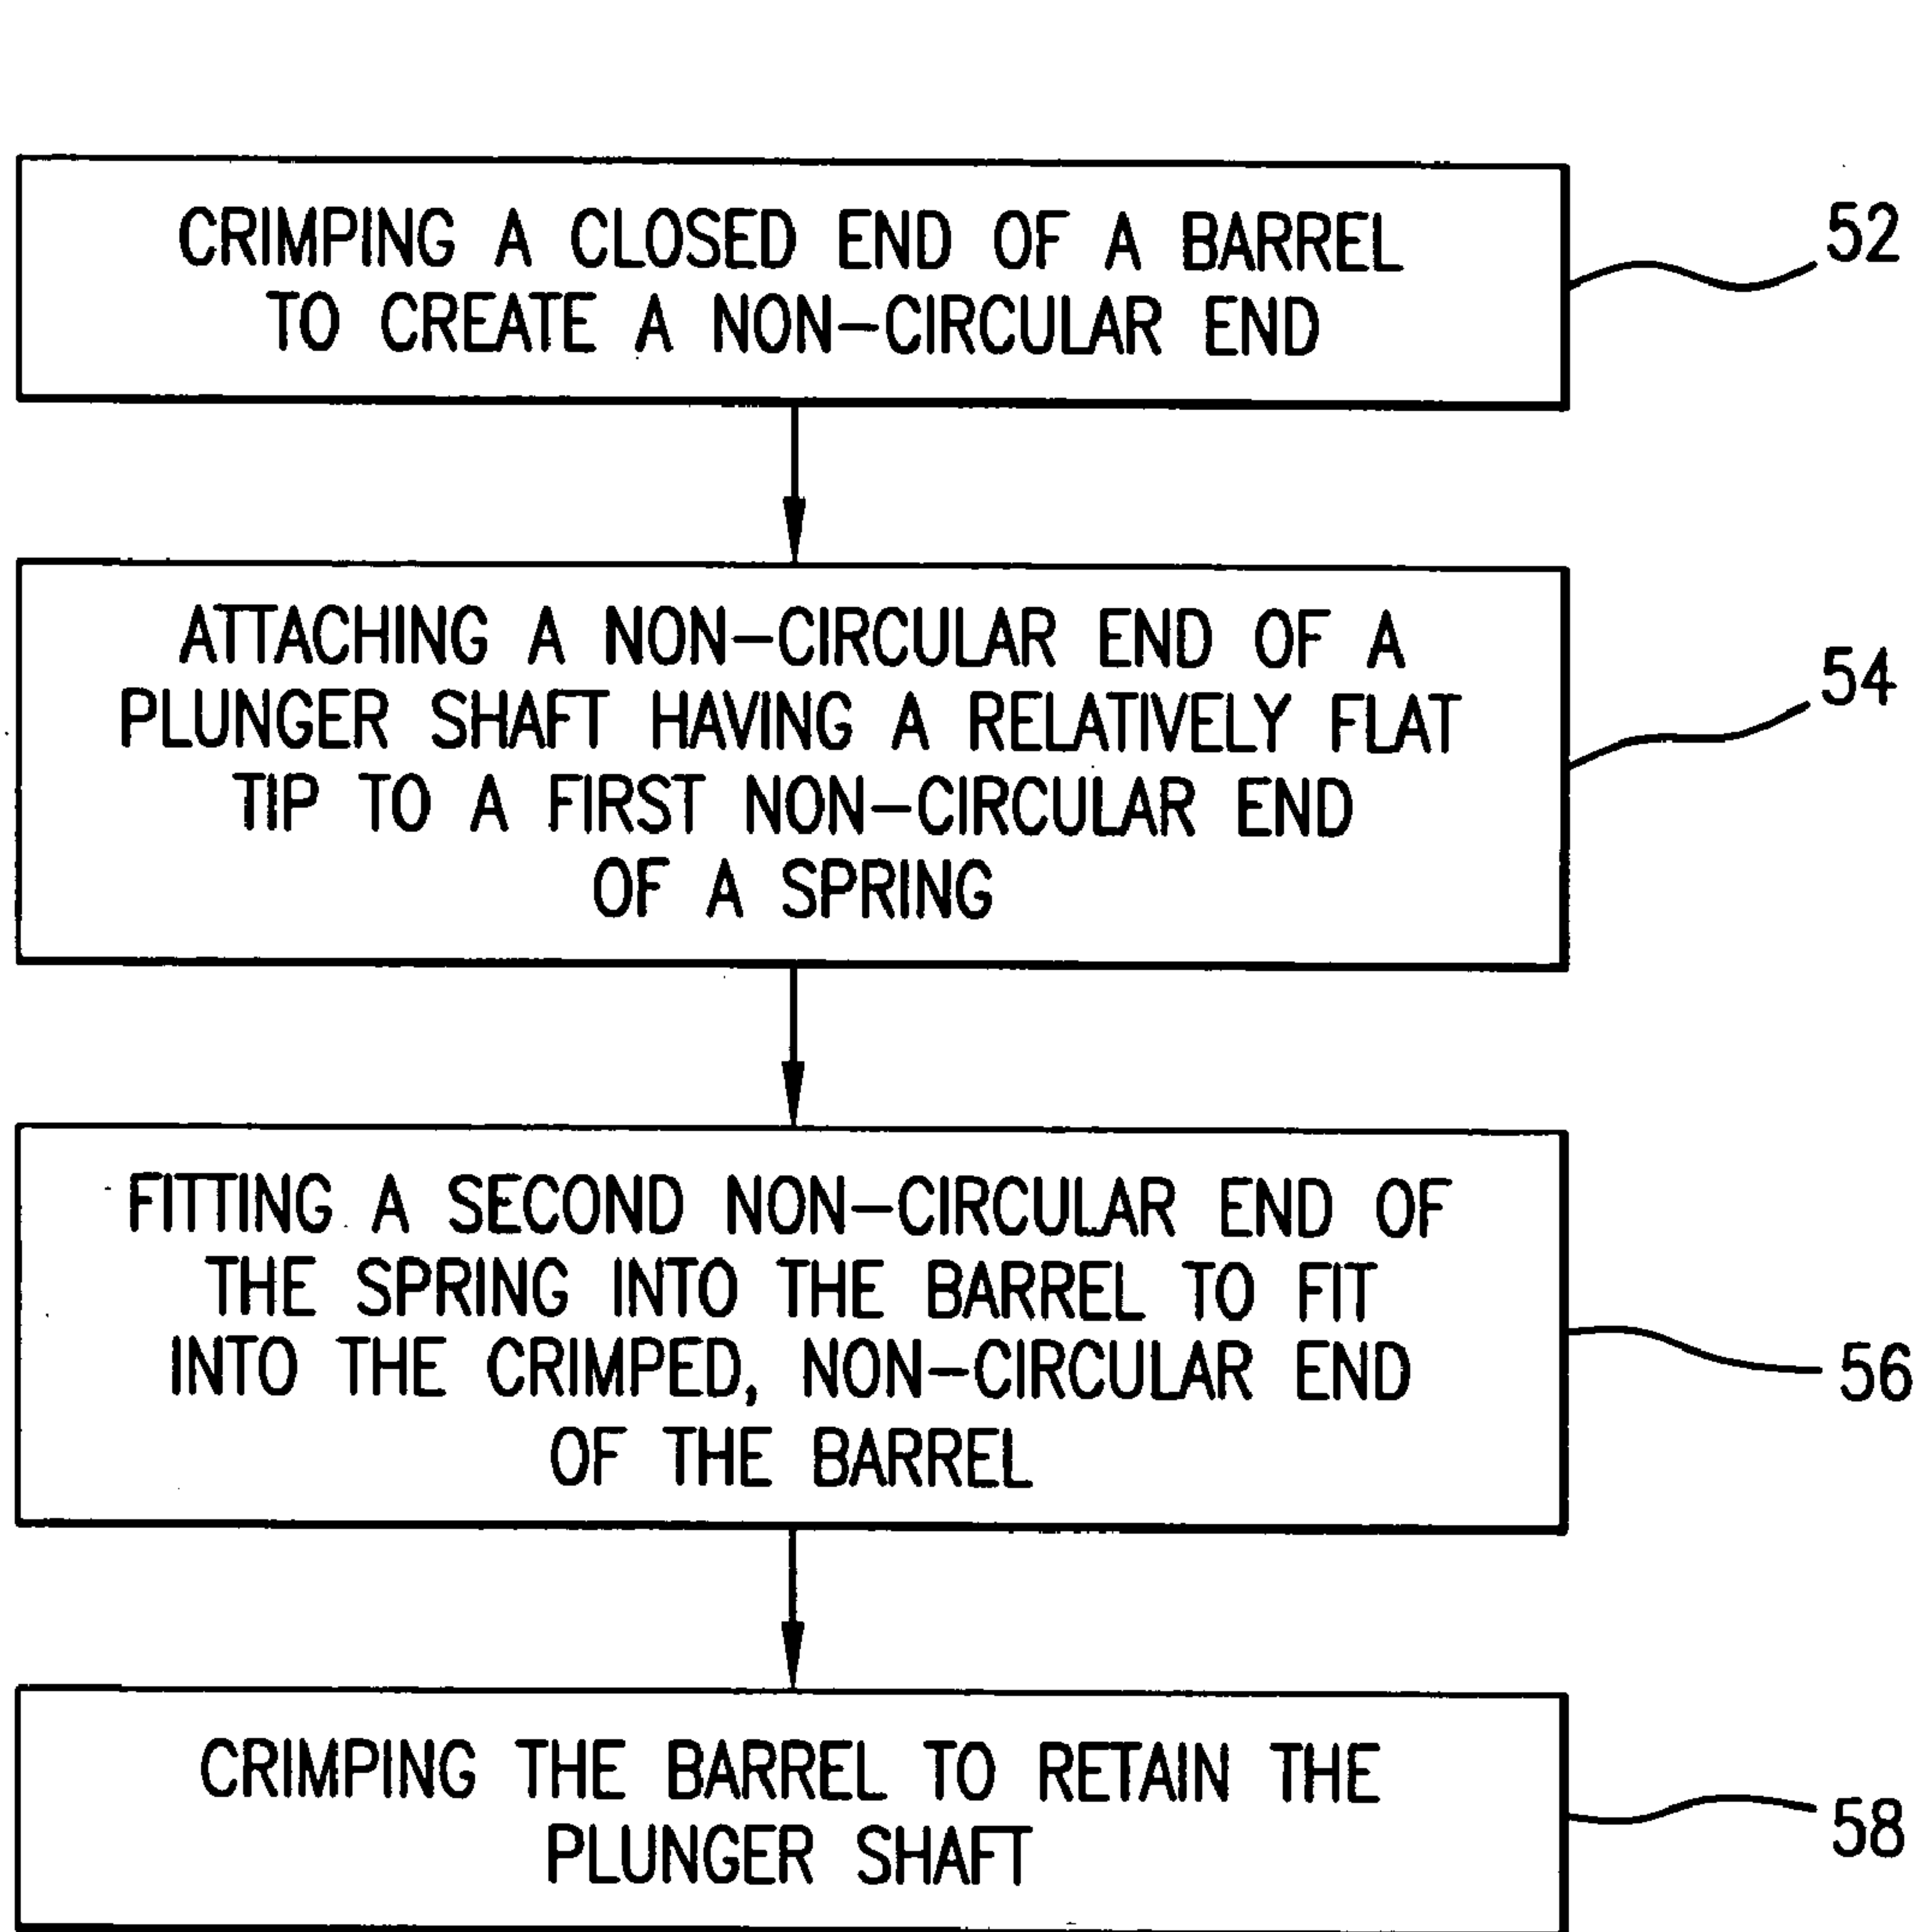 CRIMPING A CLOSED END OF A BARREL
TO CREATE A NON-CIRCULAR END
52
ATTACHING A NON-CIRCULAR END OF A
PLUNGER SHAFT HAVING A RELATIVELY FLAT
TIP TO A FIRST NON-CIRCULAR END
OF A SPRING
54
FITTING A SECOND NON-CIRCULAR END OF
THE SPRING INTO THE BARREL TO FIT
INTO THE CRIMPED, NON-CIRCULAR END
OF THE BARREL
56
CRIMPING THE BARREL TO RETAIN THE
PLUNGER SHAFT
58